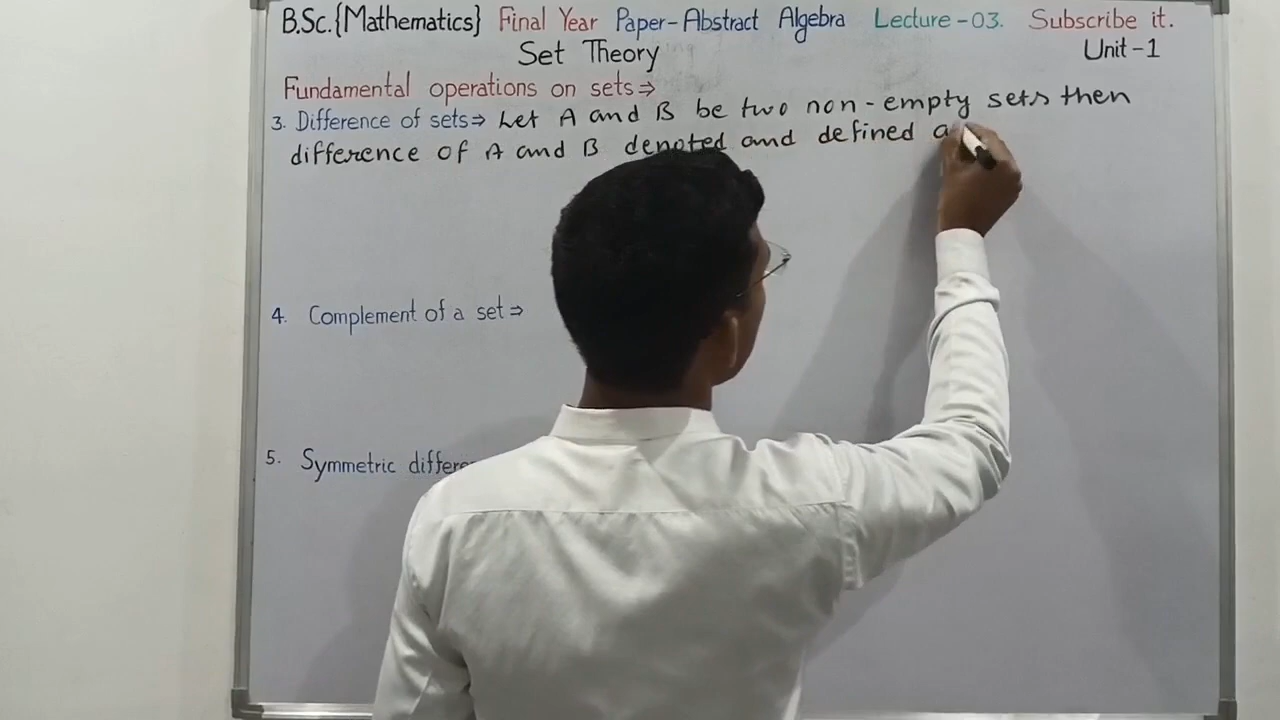 B.Sc.{Mathematics} Final Year Paper-Abstract Algebra Lecture-03. Subscribe it.
Set Theory Unit-1
Fundamental operations on sets⇒
3. Difference of sets⇒ Let A and B be two non-empty sets then
difference of A and B denoted and defined a
4. Complement of a set⇒
5. Symmetric